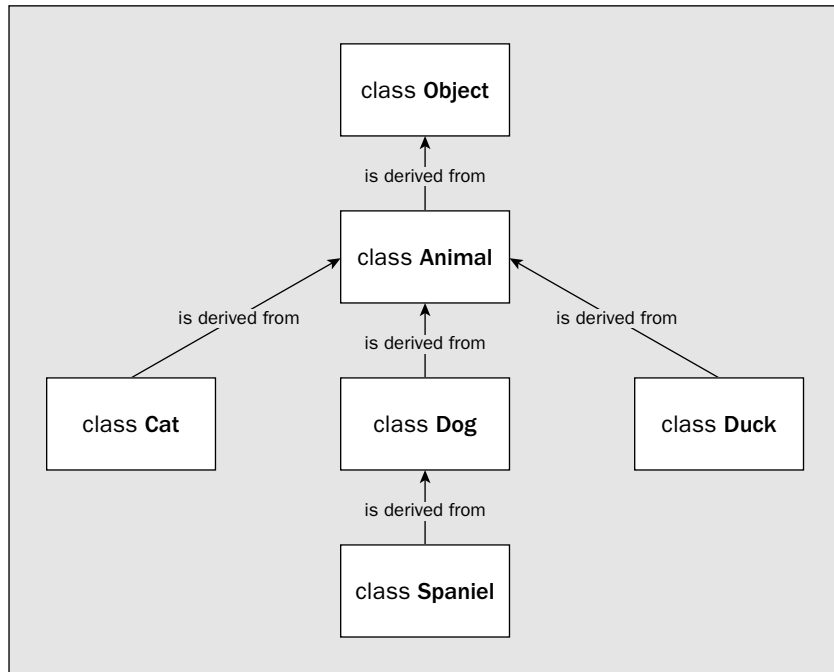 class Object
is derived from
class Animal
is derived from
is derived from
is derived from
class Cat
class Dog
class Duck
is derived from
class Spaniel